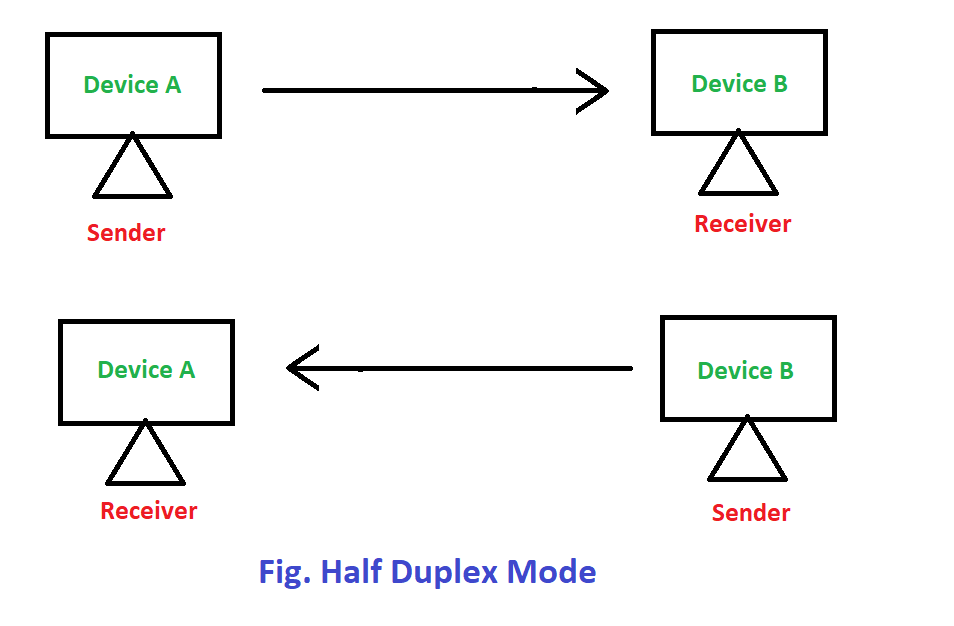 Device A
Device B
Sender
Receiver
Device A
Device B
Receiver
Sender
Fig. Half Duplex Mode